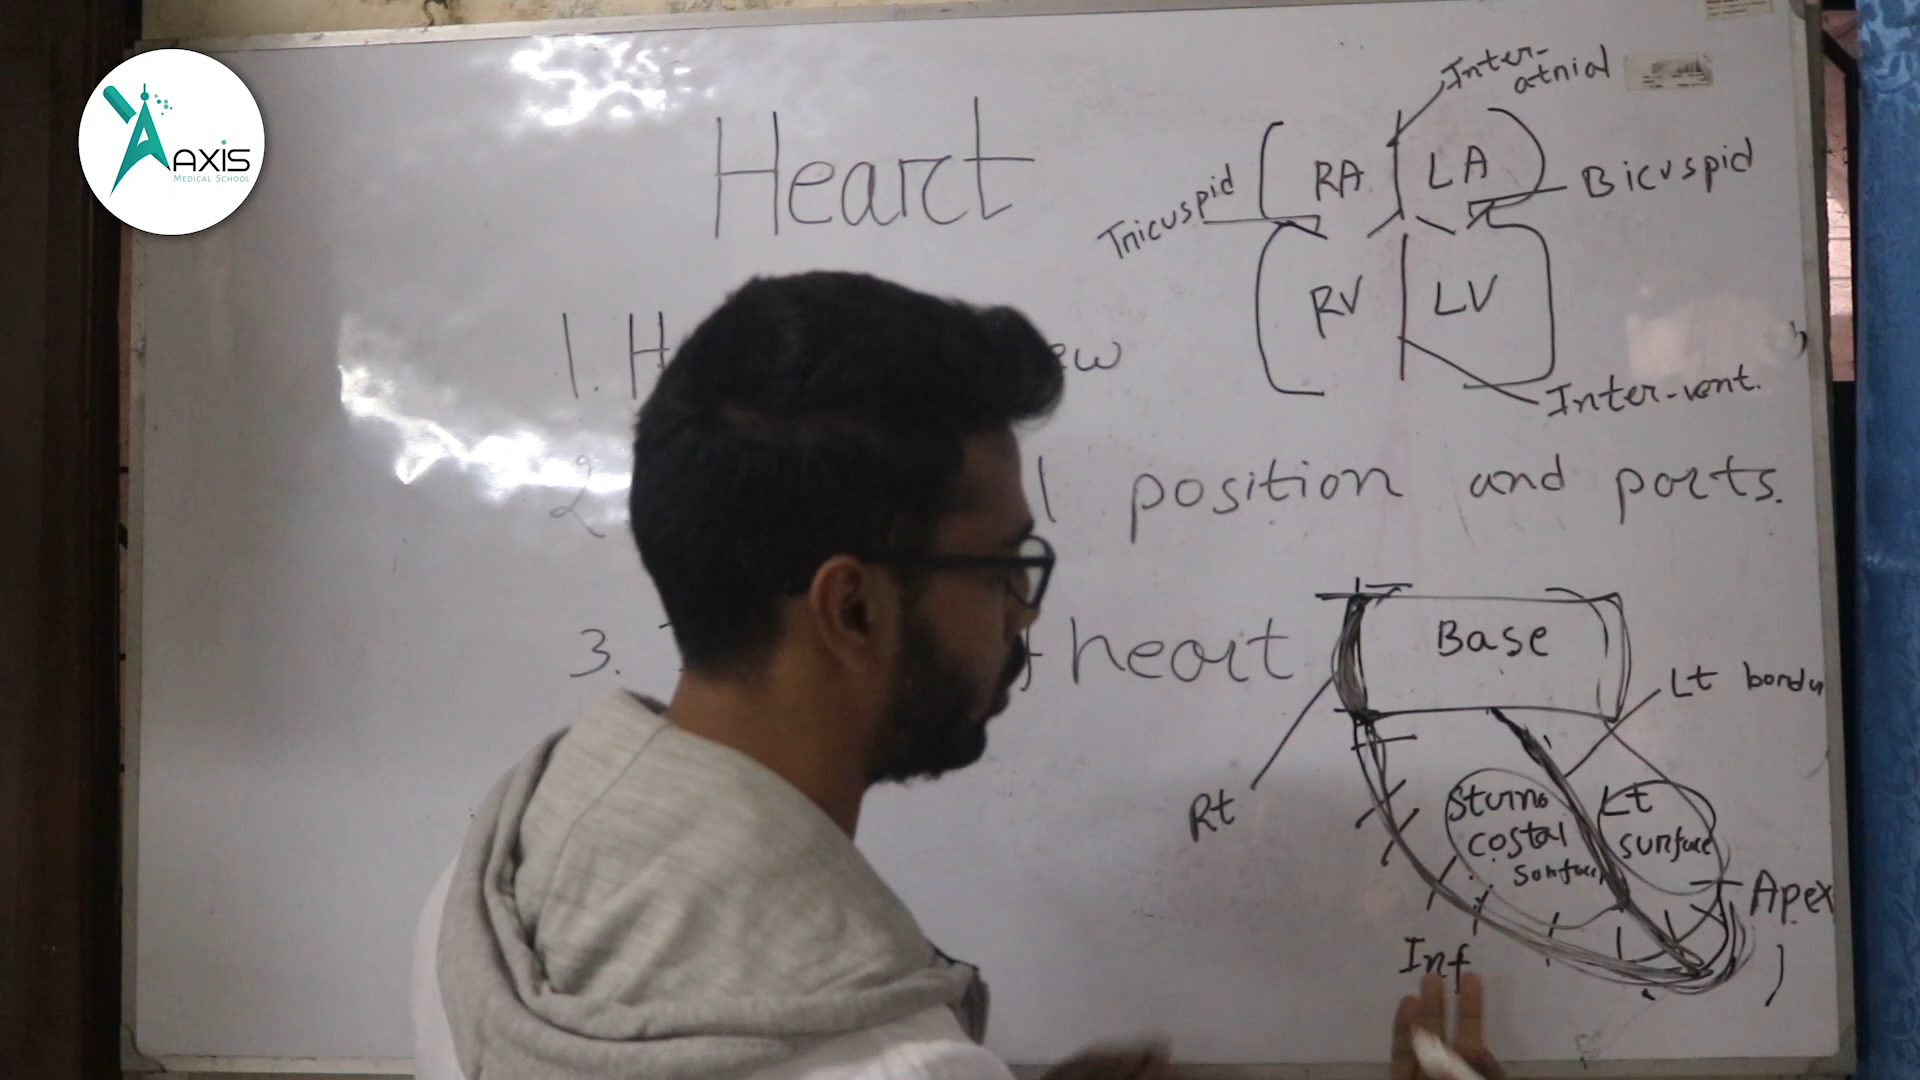 AAXIS
MEDICAL SCHOOL
Heart
Inter-
atrial
RA
LA
Tricuspid
Bicuspid
RV
LV
Inter-vent.
1. H
ew
2
l position and parts.
3.
heart
Base
Lt border
Rt
Sterno
costal
surface
Lt
surface
Apex
Inf